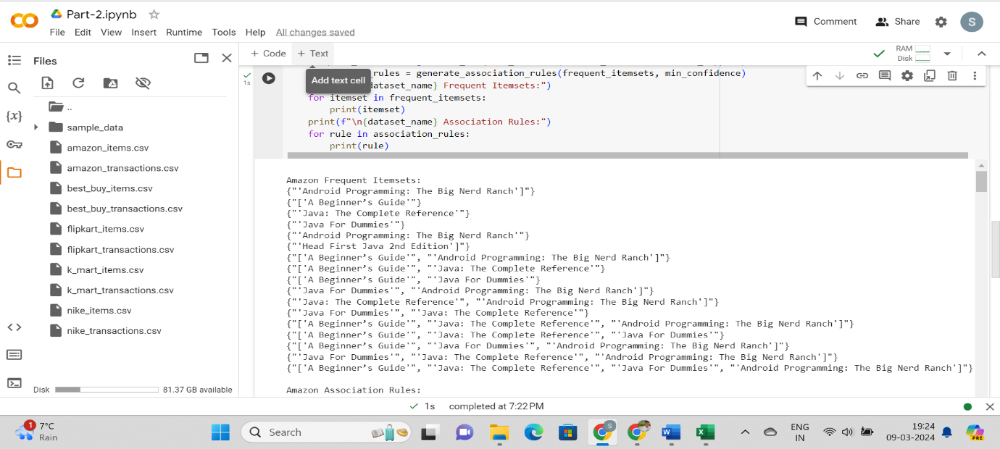 Part-2.ipynb
File Edit View Insert Runtime Tools Help All changes saved
Comment Share S
Files
+ Code + Text
RAM
Disk
Add text cell
..
sample_data
amazon_items.csv
amazon_transactions.csv
best_buy_items.csv
best_buy_transactions.csv
flipkart_items.csv
flipkart_transactions.csv
k_mart_items.csv
k_mart_transactions.csv
nike_items.csv
nike_transactions.csv
Disk 81.37 GB available
1s
_rules = generate_association_rules(frequent_itemsets, min_confidence)
dataset_name} Frequent Itemsets:")
for itemset in frequent_itemsets:
print(itemset)
print(f"\n{dataset_name} Association Rules:")
for rule in association_rules:
print(rule)
Amazon Frequent Itemsets:
{"'Android Programming: The Big Nerd Ranch']"}
{"['A Beginner’s Guide'"}
{"'Java: The Complete Reference'"}
{"'Java For Dummies'"}
{"'Android Programming: The Big Nerd Ranch'"}
{"'Head First Java 2nd Edition']"}
{"['A Beginner’s Guide'", "'Android Programming: The Big Nerd Ranch']"}
{"['A Beginner’s Guide'", "'Java: The Complete Reference'"}
{"['A Beginner’s Guide'", "'Java For Dummies'"}
{"'Java For Dummies'", "'Android Programming: The Big Nerd Ranch']"}
{"'Java: The Complete Reference'", "'Android Programming: The Big Nerd Ranch']"}
{"'Java For Dummies'", "'Java: The Complete Reference'"}
{"['A Beginner’s Guide'", "'Java: The Complete Reference'", "'Android Programming: The Big Nerd Ranch']"}
{"['A Beginner’s Guide'", "'Java: The Complete Reference'", "'Java For Dummies'"}
{"['A Beginner’s Guide'", "'Java For Dummies'", "'Android Programming: The Big Nerd Ranch']"}
{"'Java For Dummies'", "'Java: The Complete Reference'", "'Android Programming: The Big Nerd Ranch']"}
{"['A Beginner’s Guide'", "'Java: The Complete Reference'", "'Java For Dummies'", "'Android Programming: The Big Nerd Ranch']"}
Amazon Association Rules:
1s completed at 7:22 PM
1
7°C
Rain
Search
S
ENG
IN
19:24
09-03-2024
PRE